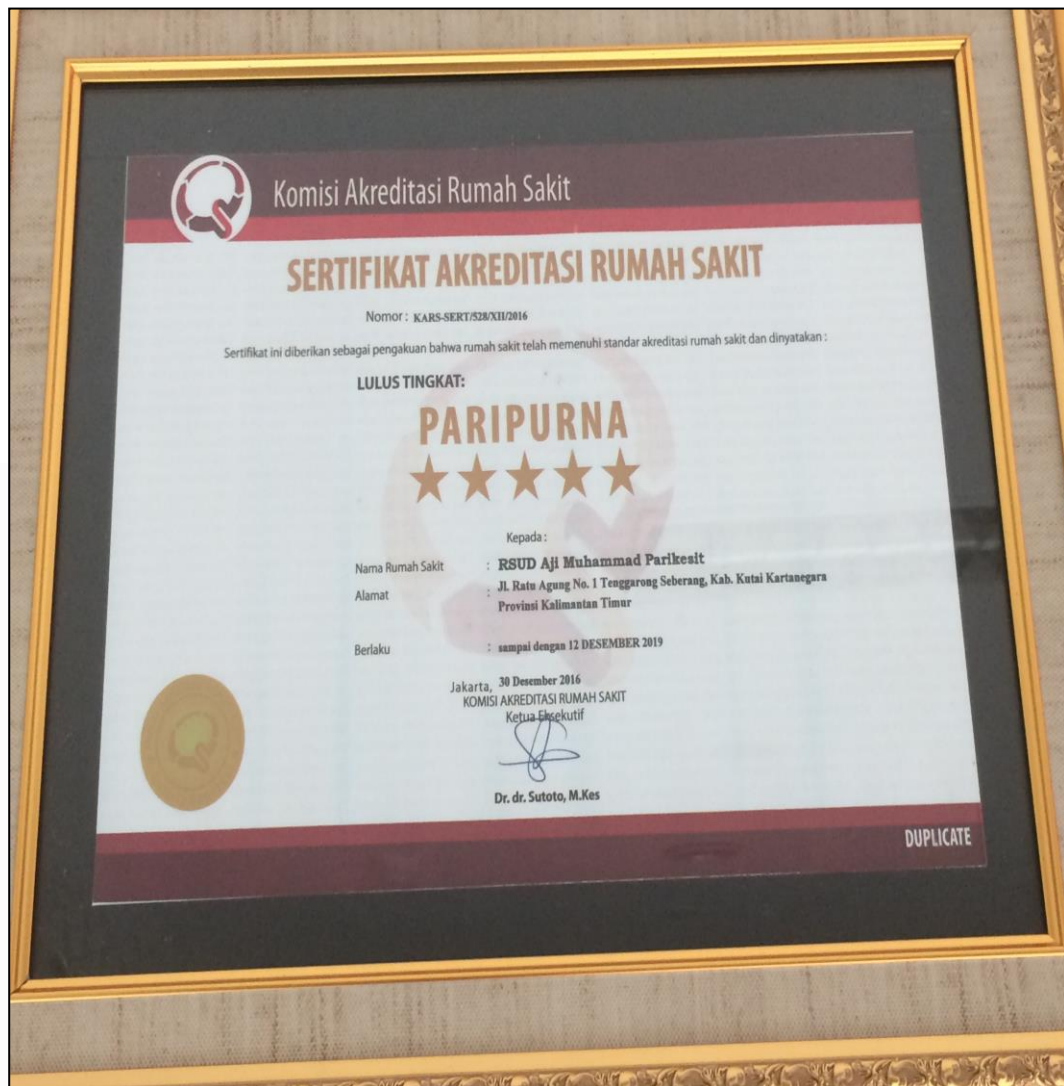 Komisi Akreditasi Rumah Sakit
SERTIFIKAT AKREDITASI RUMAH SAKIT
Nomor : KARS-SERT/528/XII/2016
Sertifikat ini diberikan sebagai pengakuan bahwa rumah sakit telah memenuhi standar akreditasi rumah sakit dan dinyatakan :
LULUS TINGKAT:
PARIPURNA
Kepada :
Nama Rumah Sakit : RSUD Aji Muhammad Parikesit
Alamat : Jl. Ratu Agung No. 1 Tenggarong Seberang, Kab. Kutai Kartanegara
Provinsi Kalimantan Timur
Berlaku : sampai dengan 12 DESEMBER 2019
Jakarta, 30 Desember 2016
KOMISI AKREDITASI RUMAH SAKIT
Ketua Eksekutif
Dr. dr. Sutoto, M.Kes
DUPLICATE